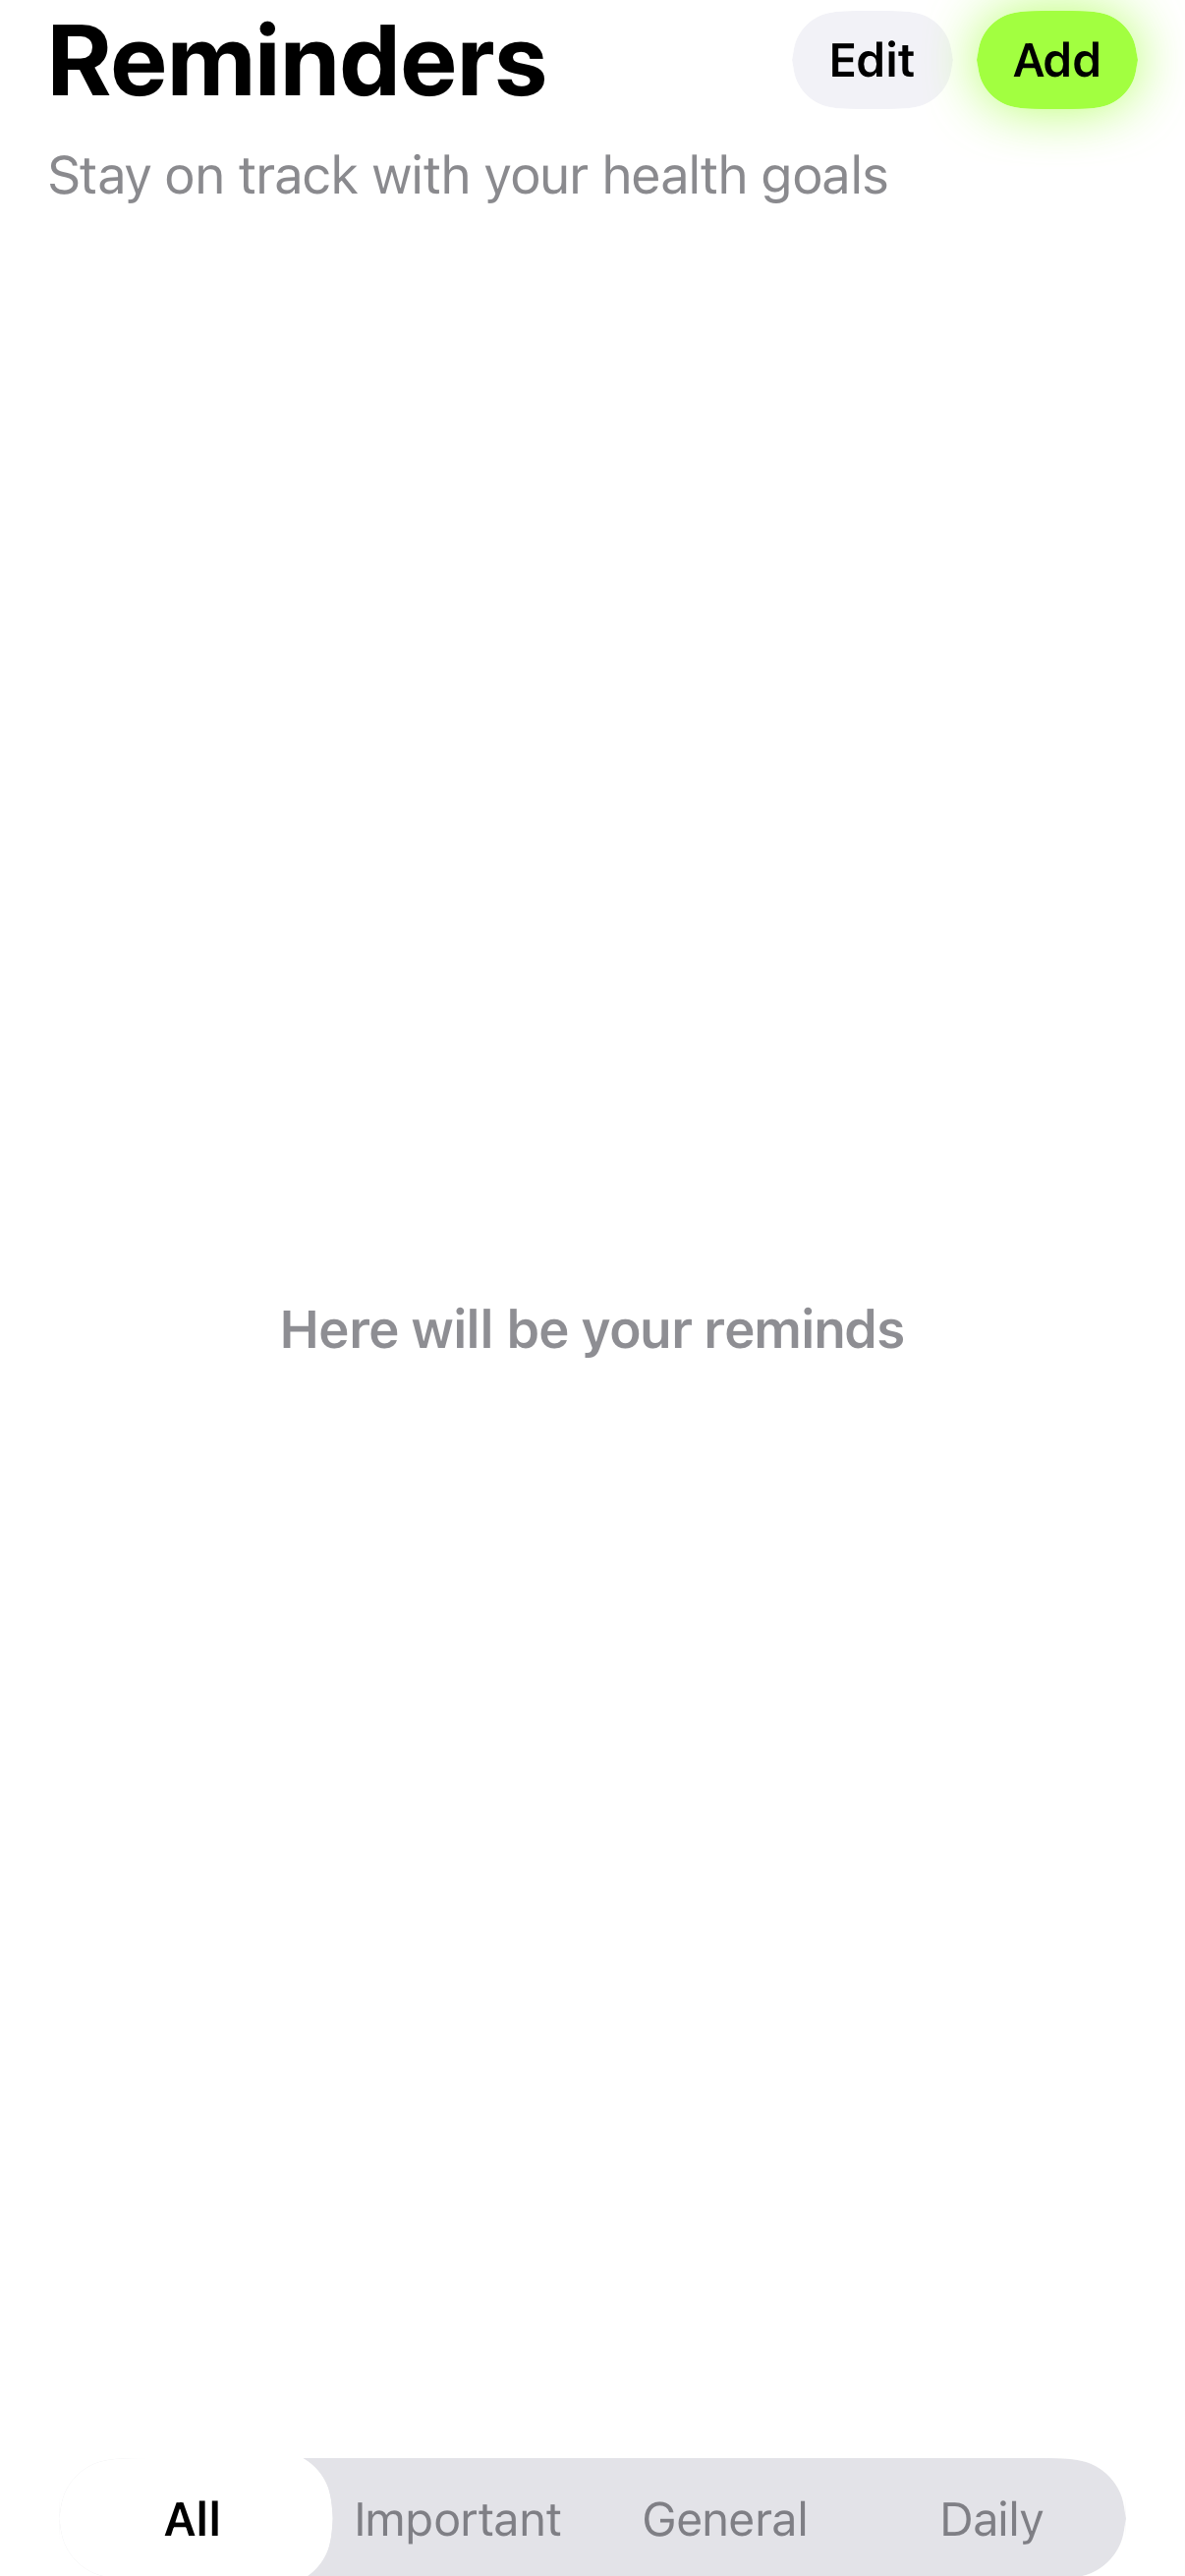 Reminders
Edit
Add
Stay on track with your health goals
Here will be your reminds
All
Important
General
Daily